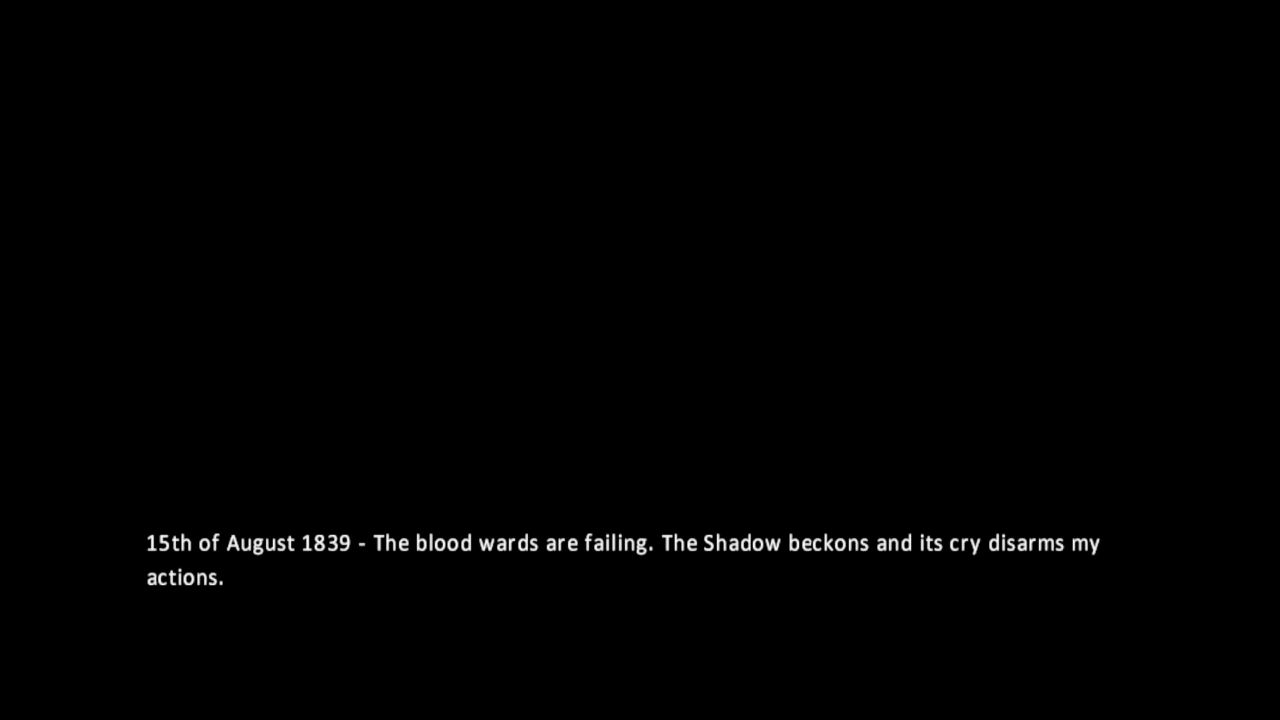 15th of August 1839 - The blood wards are failing. The Shadow beckons and its cry disarms my
actions.